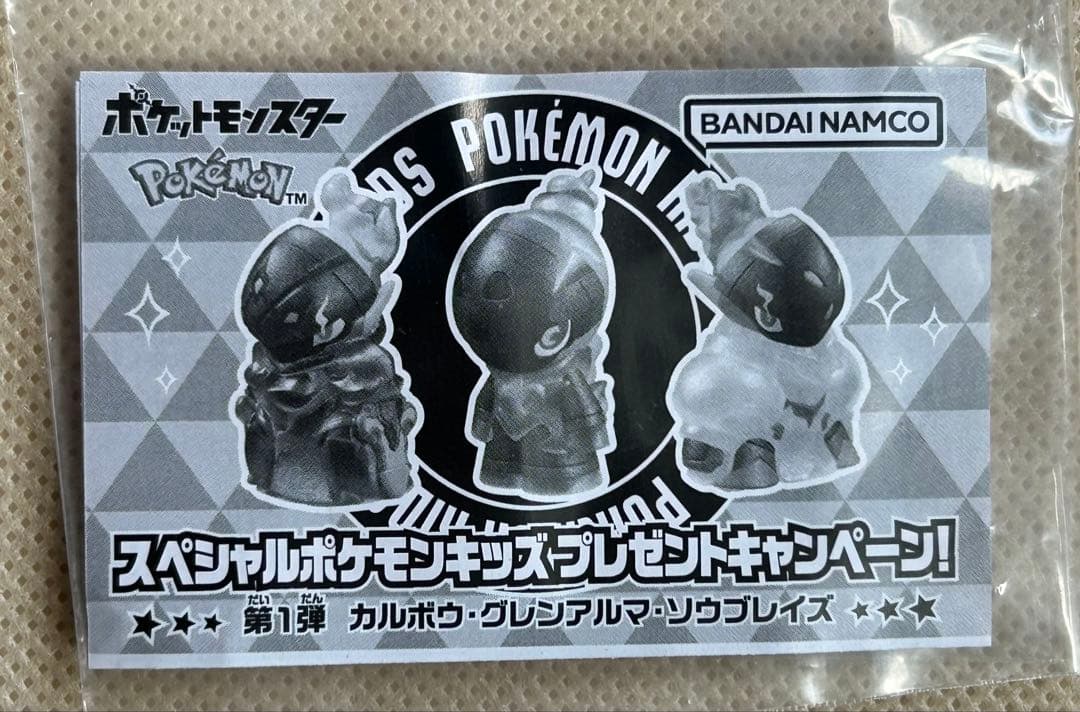 ポケットモンスター
POKÉMON™
BANDAI NAMCO
DS POKÉMON
スペシャルポケモンキッズプレゼントキャンペーン!
だい だん
第1弾 カルボウ・グレンアルマ・ソウブレイズ